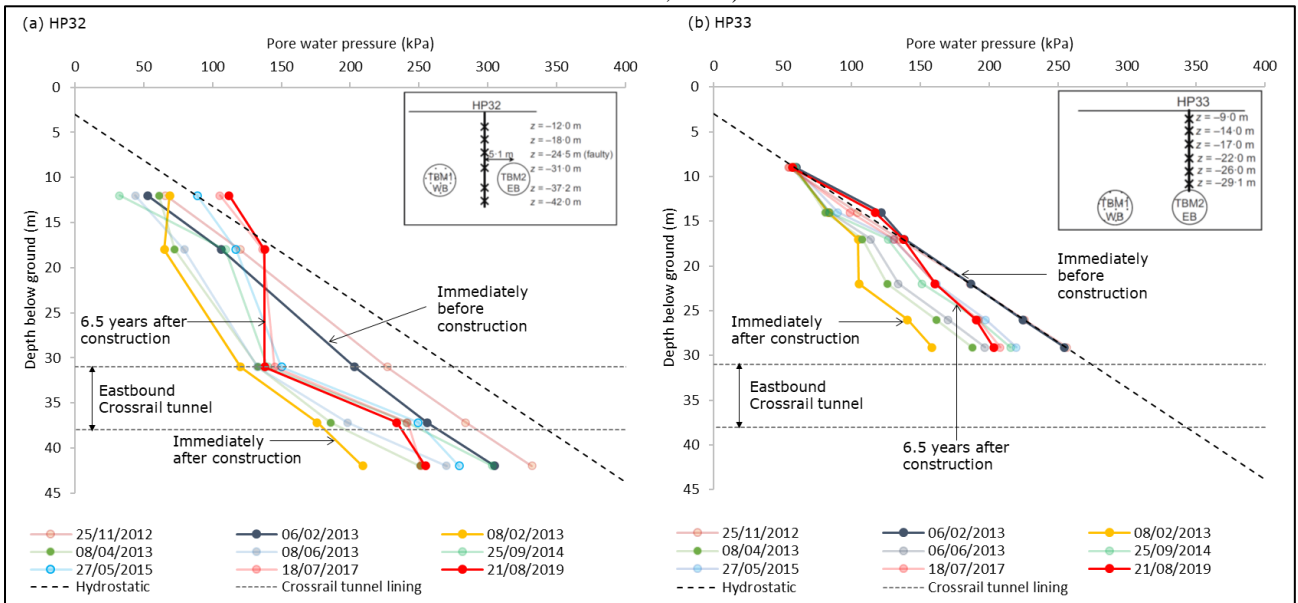 (a) HP32
Pore water pressure (kPa)
0 50 100 150 200 250 300 350 400
0
5
10
15
20
25
30
35
40
45
Depth below ground (m)
HP32
z = −12·0 m
z = −18·0 m
z = −24·5 m (faulty)
5·1 m
z = −31·0 m
TBM1
WB
TBM2
EB
z = −37·2 m
z = −42·0 m
Immediately
before
construction
6.5 years after
construction
Eastbound
Crossrail tunnel
Immediately
after construction
25/11/2012 06/02/2013 08/02/2013
08/04/2013 08/06/2013 25/09/2014
27/05/2015 18/07/2017 21/08/2019
Hydrostatic Crossrail tunnel lining
(b) HP33
Pore water pressure (kPa)
0 50 100 150 200 250 300 350 400
0
5
10
15
20
25
30
35
40
45
Depth below ground (m)
HP33
z = −9·0 m
z = −14·0 m
z = −17·0 m
z = −22·0 m
z = −26·0 m
z = −29·1 m
TBM1
WB
TBM2
EB
Immediately
before
construction
Immediately
after construction
Eastbound
Crossrail tunnel
6.5 years after
construction
25/11/2012 06/02/2013 08/02/2013
08/04/2013 06/06/2013 25/09/2014
27/05/2015 18/07/2017 21/08/2019
Hydrostatic Crossrail tunnel lining